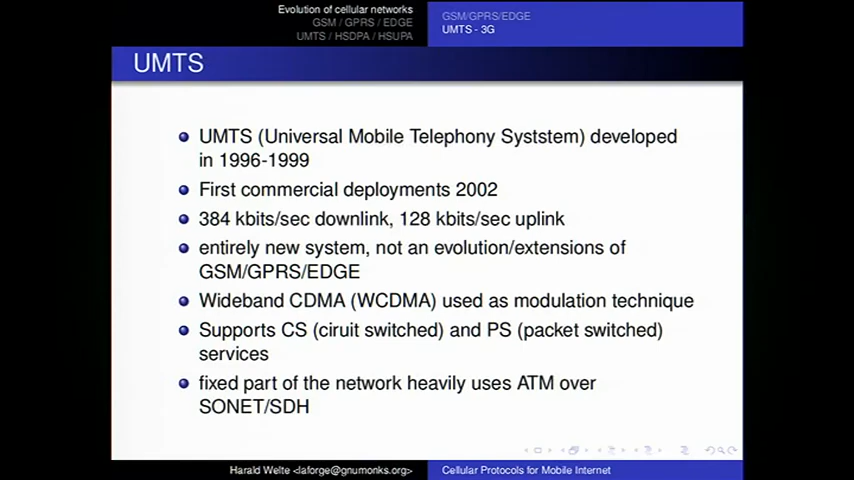 Evolution of cellular networks
GSM / GPRS / EDGE
UMTS / HSDPA / HSUPA
GSM/GPRS/EDGE
UMTS - 3G
UMTS
UMTS (Universal Mobile Telephony Syststem) developed
in 1996-1999
First commercial deployments 2002
384 kbits/sec downlink, 128 kbits/sec uplink
entirely new system, not an evolution/extensions of
GSM/GPRS/EDGE
Wideband CDMA (WCDMA) used as modulation technique
Supports CS (ciruit switched) and PS (packet switched)
services
fixed part of the network heavily uses ATM over
SONET/SDH
Harald Welte <laforge@gnumonks.org>
Cellular Protocols for Mobile Internet